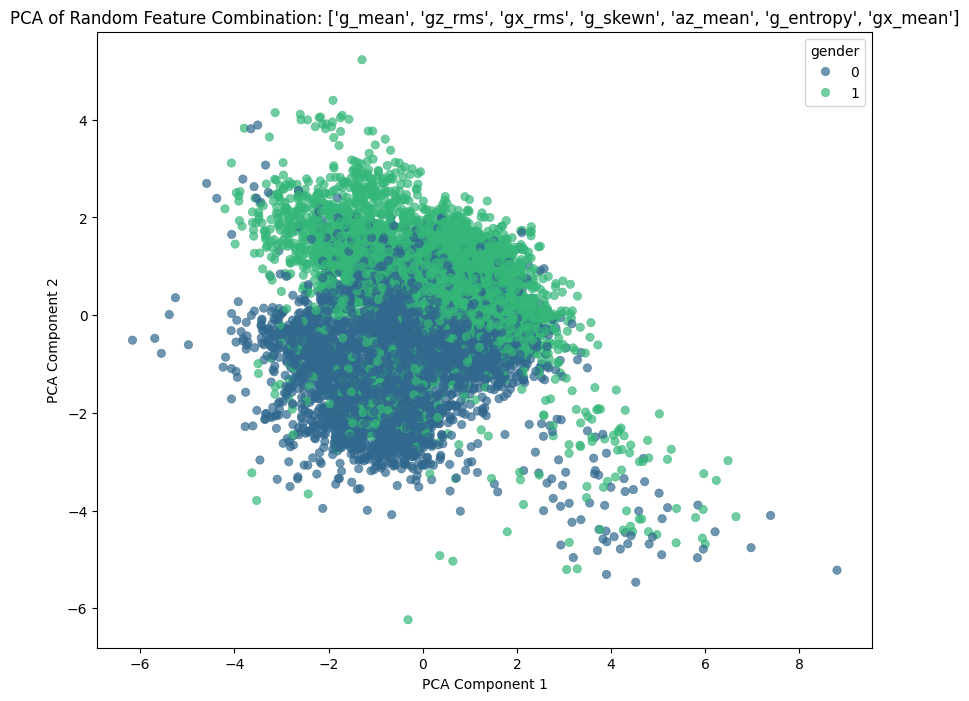 PCA of Random Feature Combination: ['g_mean', 'gz_rms', 'gx_rms', 'g_skewn', 'az_mean', 'g_entropy', 'gx_mean']
gender
0
1
4
2
0
−2
−4
−6
PCA Component 2
−6 −4 −2 0 2 4 6 8
PCA Component 1